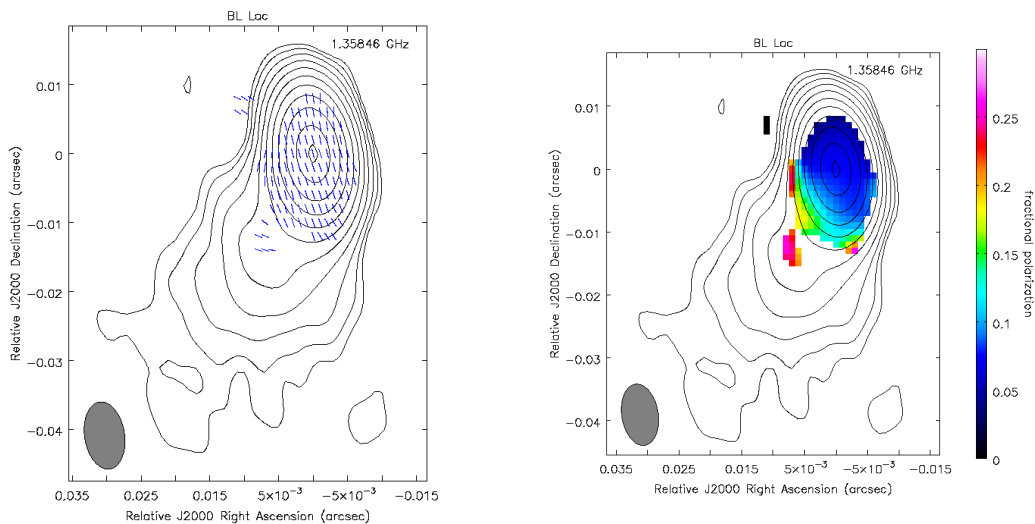 BL Lac
1.35846 GHz
Relative J2000 Declination (arcsec)
0.01
0
−0.01
−0.02
−0.03
−0.04
0.035 0.025 0.015 5×10⁻³ −5×10⁻³ −0.015
Relative J2000 Right Ascension (arcsec)
BL Lac
1.35846 GHz
Relative J2000 Declination (arcsec)
0.01
0
−0.01
−0.02
−0.03
−0.04
0.035 0.025 0.015 5×10⁻³ −5×10⁻³ −0.015
Relative J2000 Right Ascension (arcsec)
0.25
0.2
0.15
0.1
0.05
0
fractional polarization